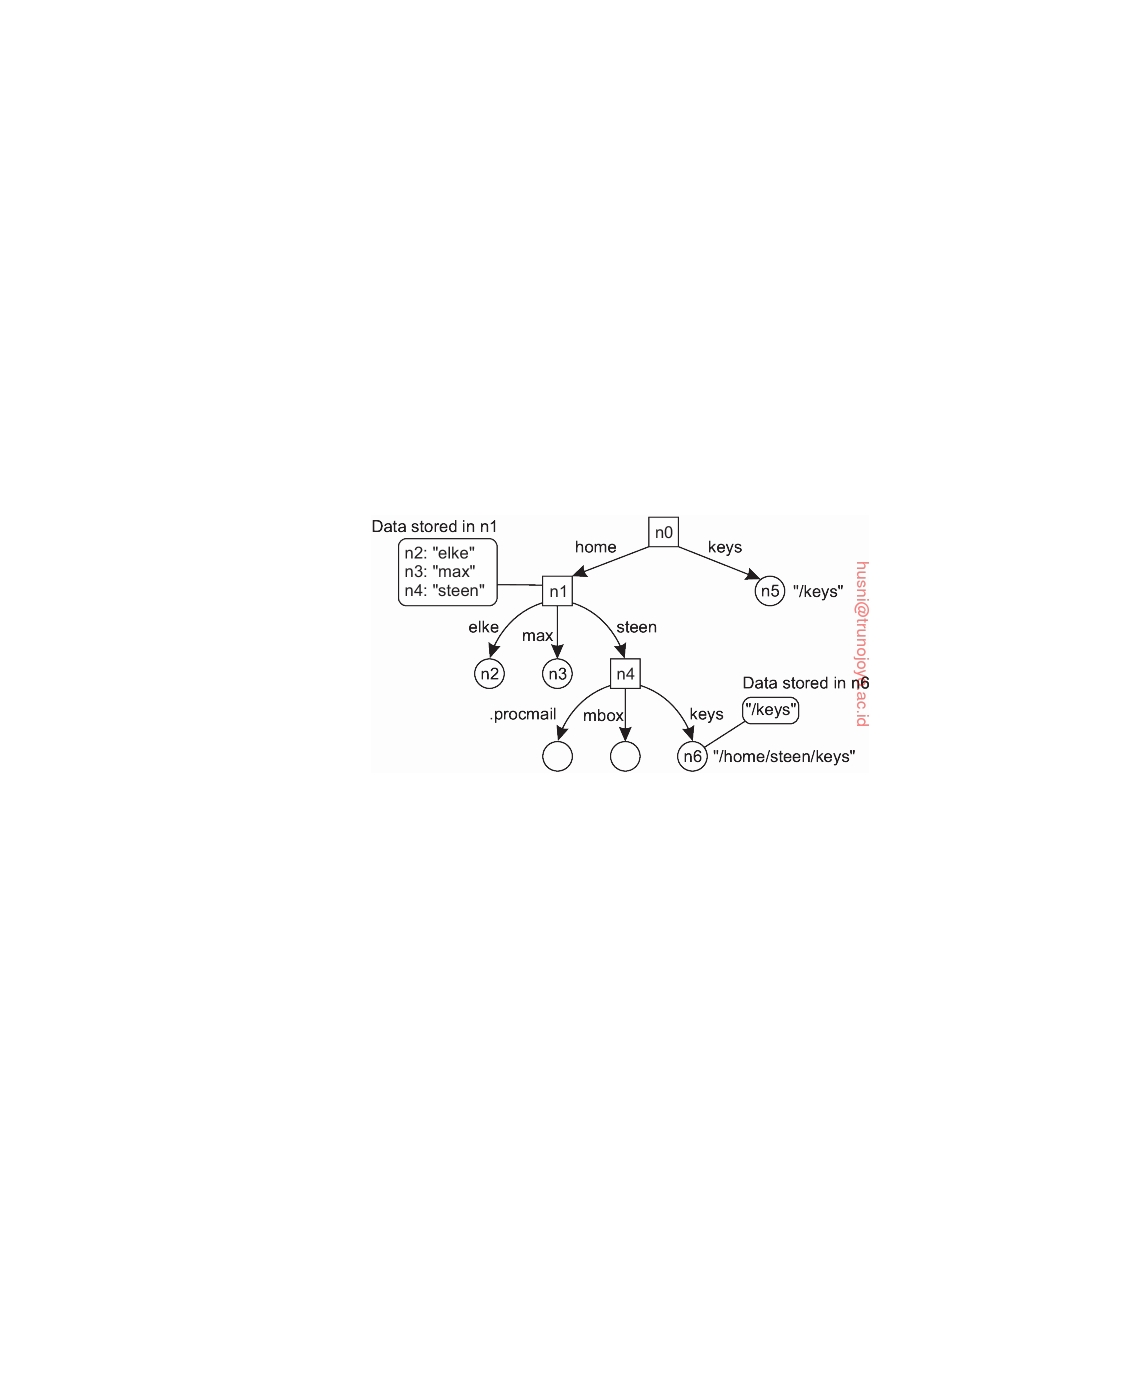 Data stored in n1
n0
n2: "elke"
n3: "max"
n4: "steen"
home
keys
n1
n5 "/keys"
elke
max
steen
n2
n3
n4
Data stored in n6
"/keys"
.procmail
mbox
keys
n6 "/home/steen/keys"
husni@trunojoyo.ac.id